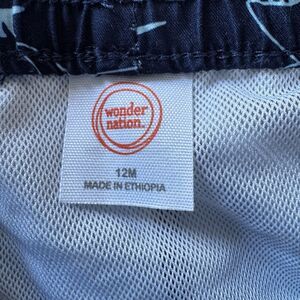 wonder
nation.
12M
MADE IN ETHIOPIA